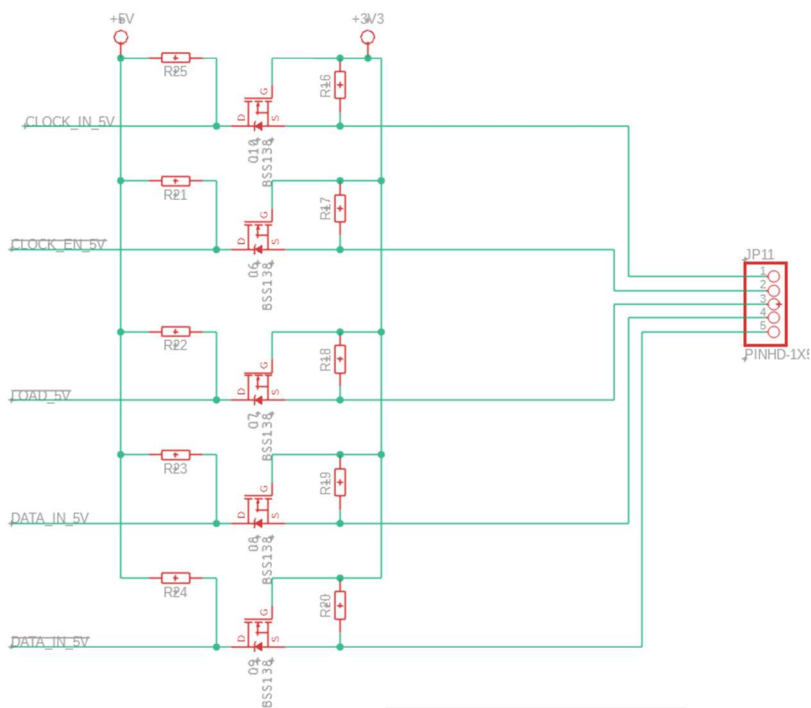 +5V
+3V3
R25
R16
G
D
S
CLOCK_IN_5V
Q10
BSS138
R21
R17
G
D
S
CLOCK_EN_5V
Q6
BSS138
JP11
1
2
3
4
5
PINHD-1X5
R22
R18
G
D
S
LOAD_5V
Q7
BSS138
R23
R19
G
D
S
DATA_IN_5V
Q8
BSS138
R24
R20
G
D
S
DATA_IN_5V
Q9
BSS138